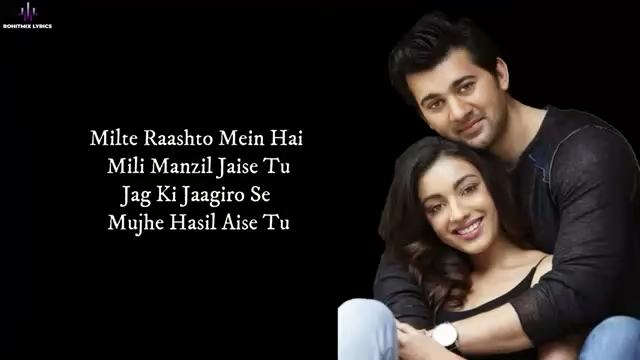 ROHITMIX LYRICS
Milte Raashto Mein Hai
Mili Manzil Jaise Tu
Jag Ki Jaagiro Se
Mujhe Hasil Aise Tu